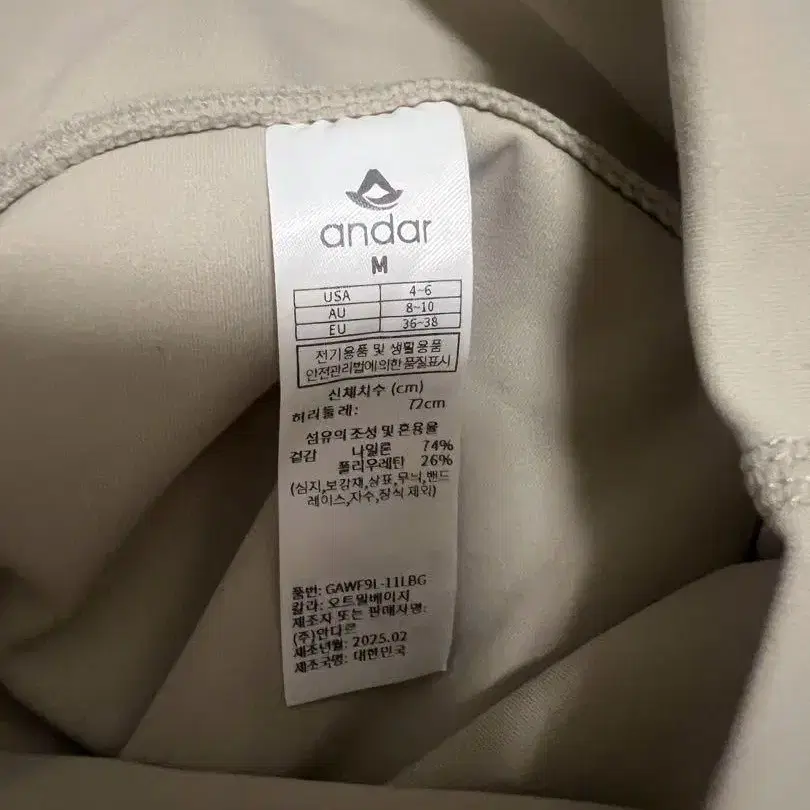 andar
M
USA 4-6
AU 8~10
EU 36-38
전기용품 및 생활용품
안전관리법에의한품질표시
신체치수 (cm)
허리둘레: 72cm
섬유의 조성 및 혼용율
겉감 나일론 74%
폴리우레탄 26%
(심지,보강재,상표,무늬,밴드
레이스,자수,장식 제외)
품번: GAWF9L-11LBG
칼라: 오트밀베이지
제조자 또는 판매자명:
(주)안다르
제조년월: 2025.02
제조국명: 대한민국